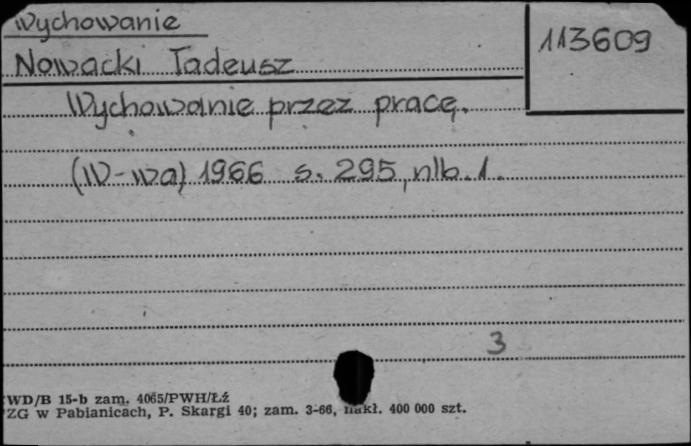 Wychowanie
113609
Nowacki Tadeusz
Wychowanie przez pracę.
(W-wa) 1966 s. 295, nlb. 1.
3
WD/B 15-b zam. 4065/PWH/Łź
ZG w Pabianicach, P. Skargi 40; zam. 3-66, nakł. 400 000 szt.